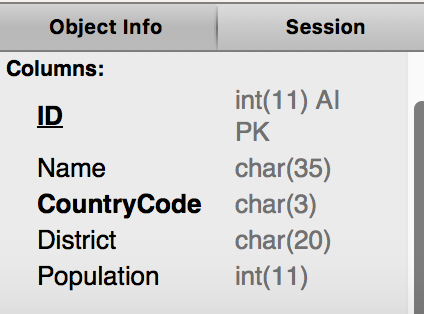 Object Info Session
Columns:
ID int(11) AI
PK
Name char(35)
CountryCode char(3)
District char(20)
Population int(11)